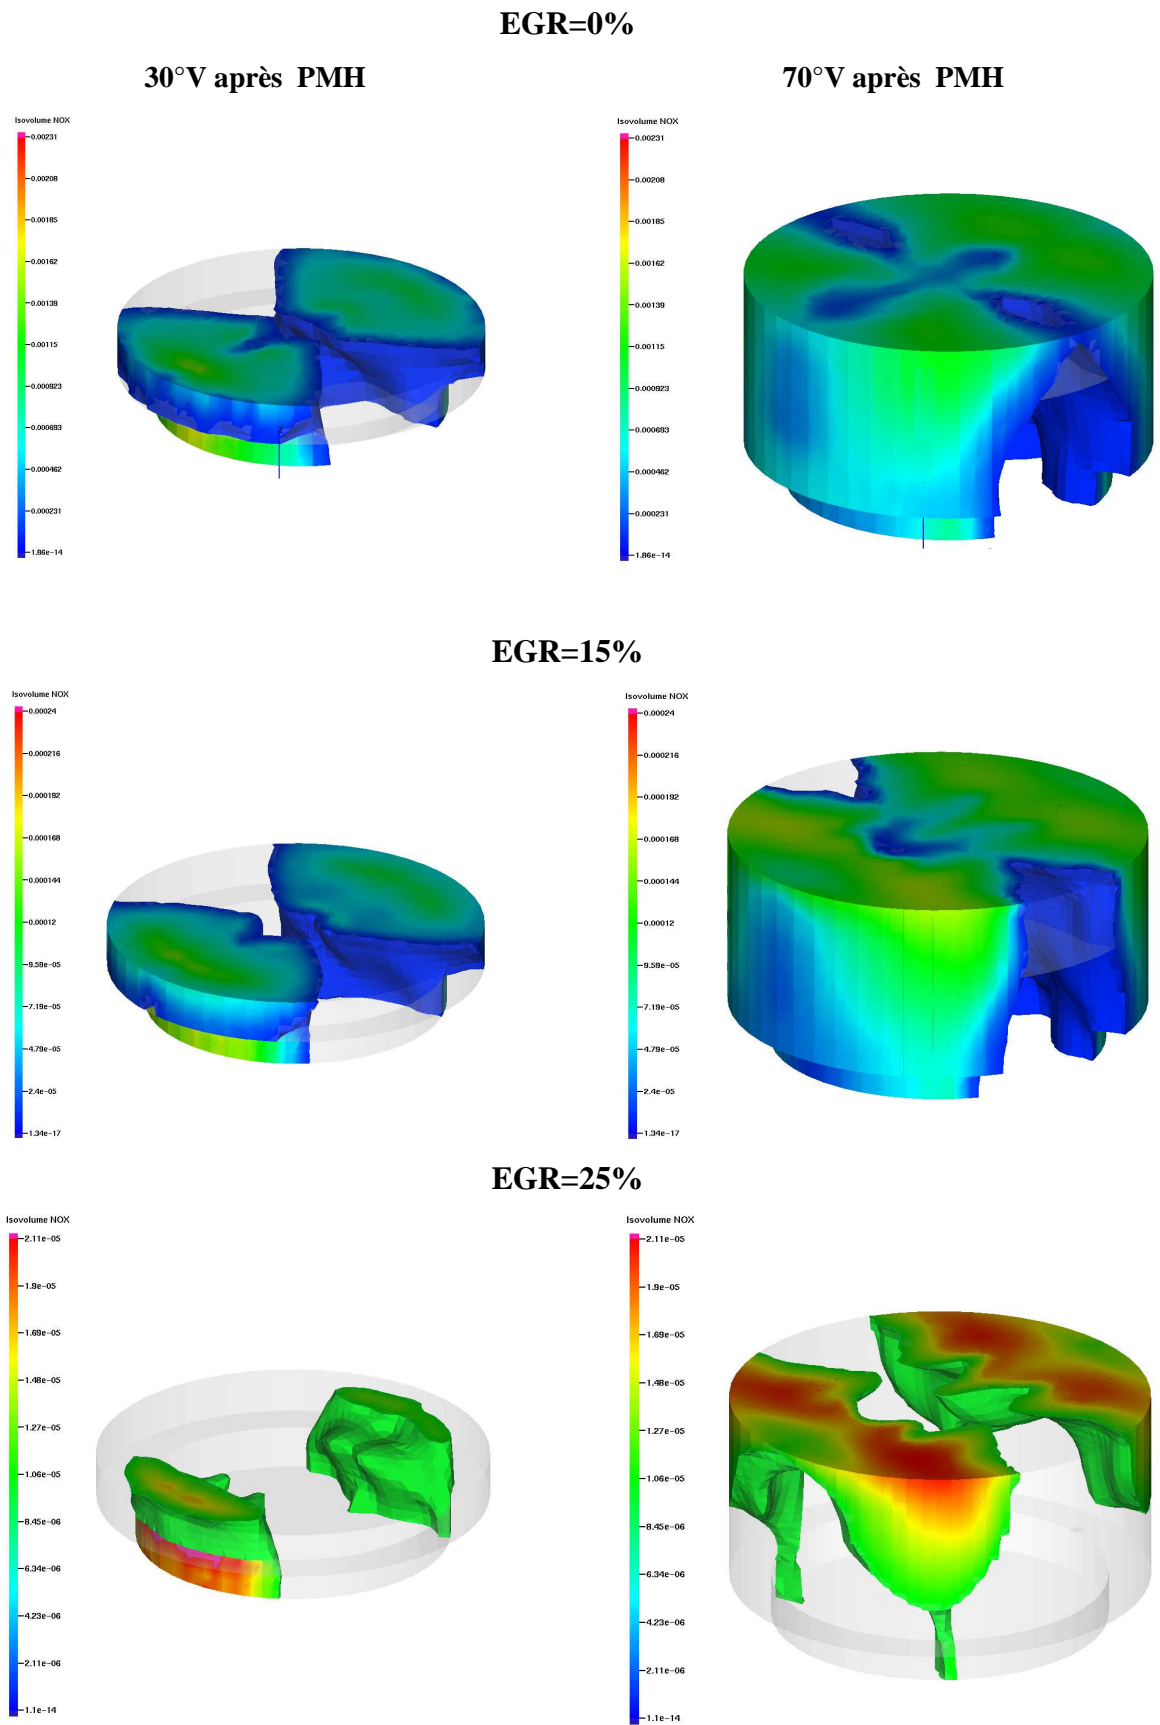 EGR=0%
30°V après PMH
70°V après PMH
Isovolume NOX
0.00231
0.00208
0.00185
0.00162
0.00139
0.00115
0.000923
0.000693
0.000462
0.000231
1.86e-14
Isovolume NOX
0.00231
0.00208
0.00185
0.00162
0.00139
0.00115
0.000923
0.000693
0.000462
0.000231
1.86e-14
EGR=15%
Isovolume NOX
0.00024
0.000216
0.000192
0.000168
0.000144
0.00012
9.59e-05
7.19e-05
4.79e-05
2.4e-05
1.34e-17
Isovolume NOX
0.00024
0.000216
0.000192
0.000168
0.000144
0.00012
9.59e-05
7.19e-05
4.79e-05
2.4e-05
1.34e-17
EGR=25%
Isovolume NOX
2.11e-05
1.9e-05
1.69e-05
1.48e-05
1.27e-05
1.06e-05
8.45e-06
6.34e-06
4.23e-06
2.11e-06
1.1e-14
Isovolume NOX
2.11e-05
1.9e-05
1.69e-05
1.48e-05
1.27e-05
1.06e-05
8.45e-06
6.34e-06
4.23e-06
2.11e-06
1.1e-14